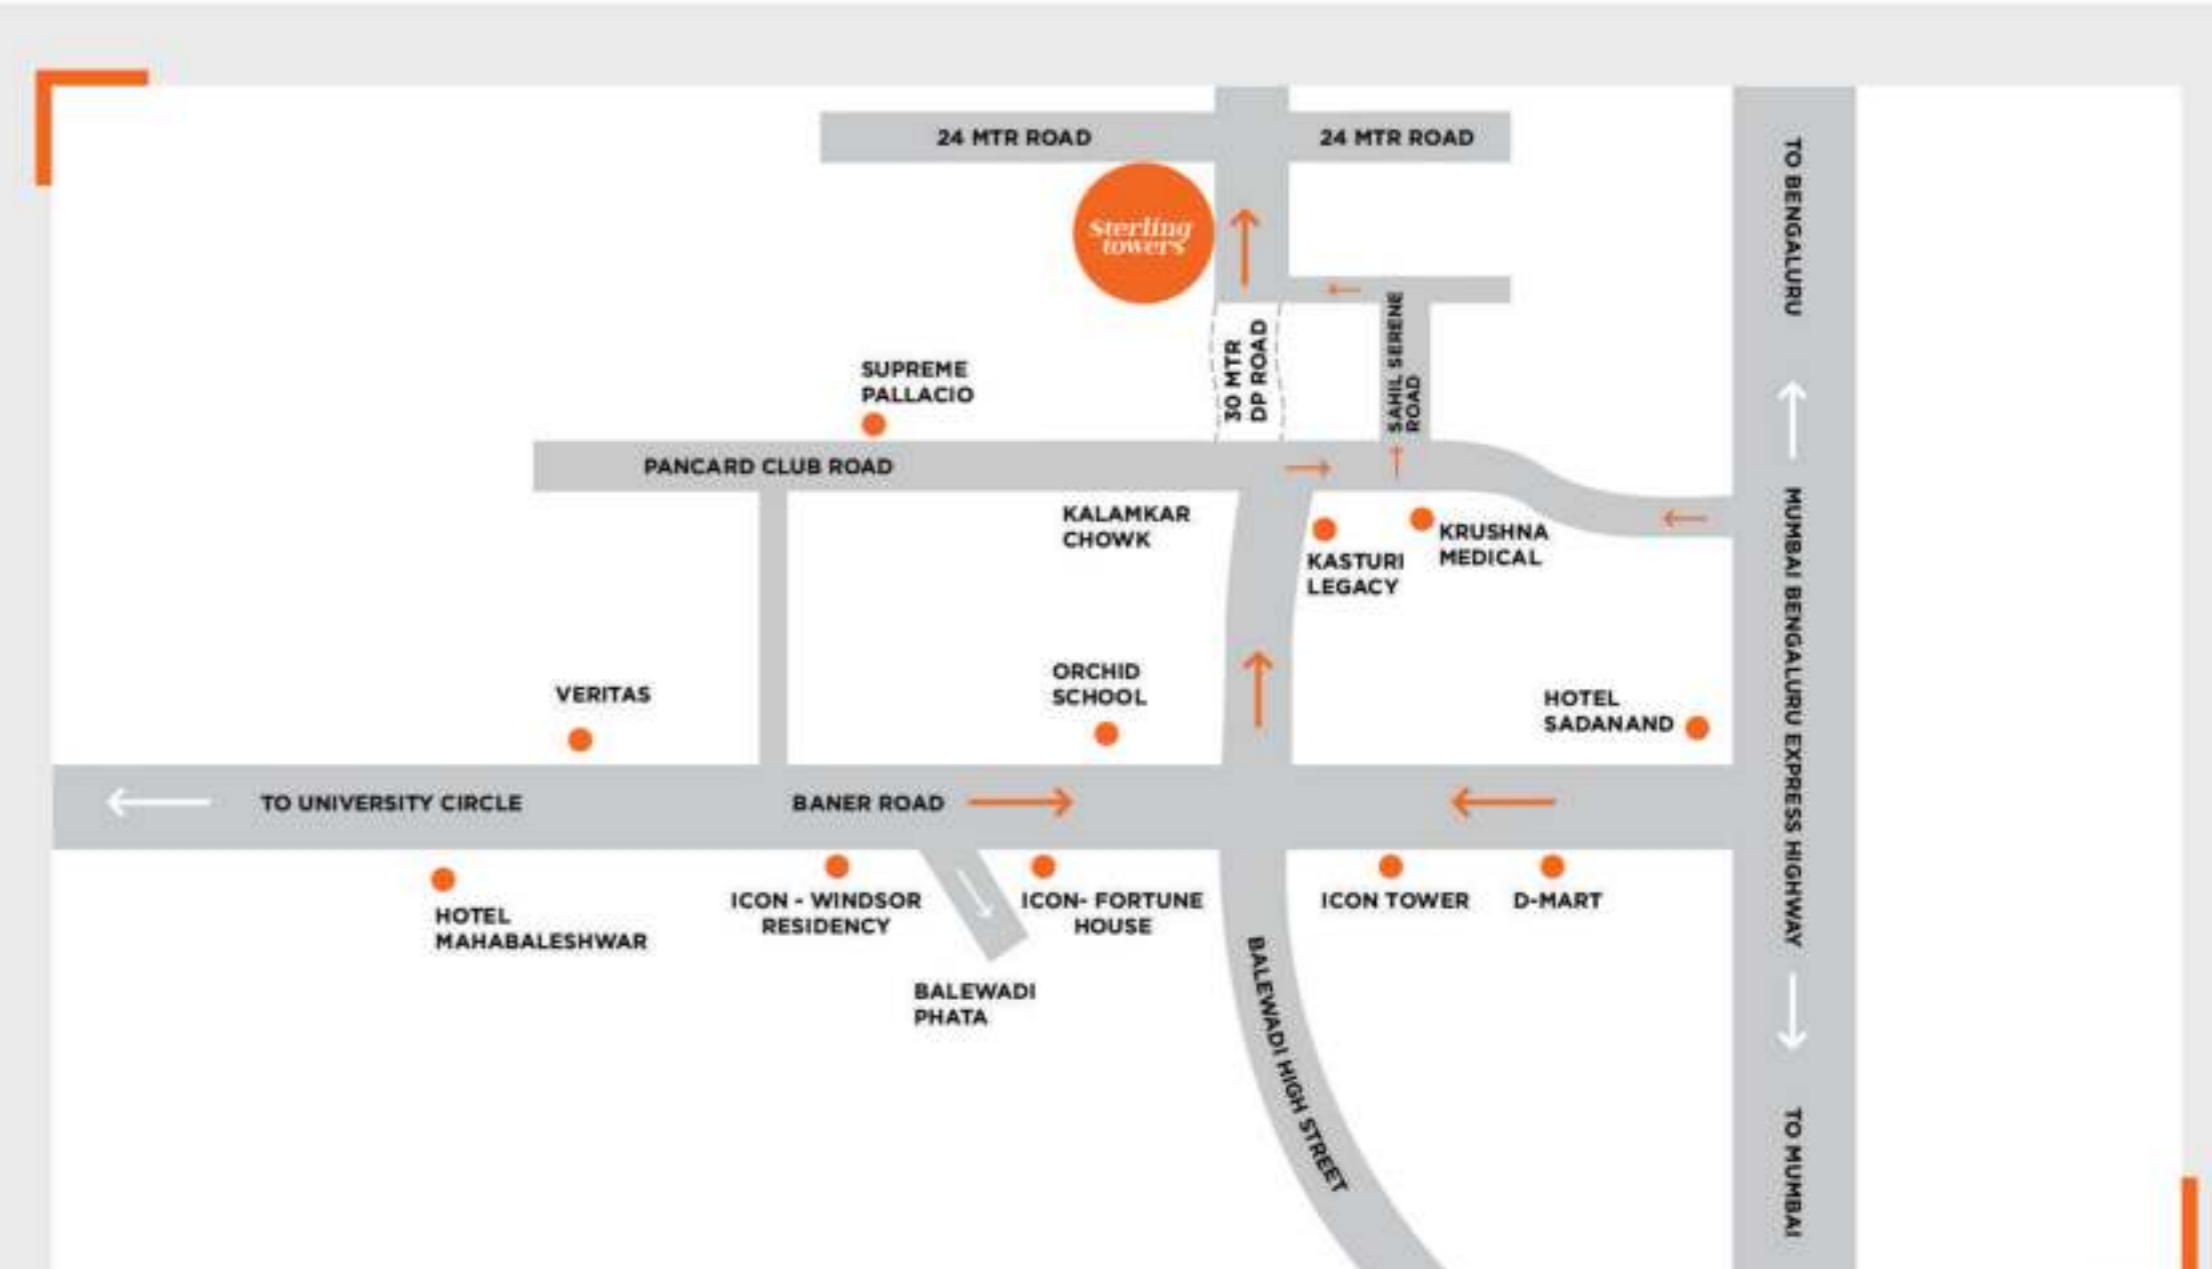 24 MTR ROAD
24 MTR ROAD
TO BENGALURU
Sterling
towers
30 MTR
DP ROAD
SAHIL SERENE
ROAD
SUPREME
PALLACIO
PANCARD CLUB ROAD
KALAMKAR
CHOWK
KASTURI
LEGACY
KRUSHNA
MEDICAL
MUMBAI BENGALURU EXPRESS HIGHWAY
VERITAS
ORCHID
SCHOOL
HOTEL
SADANAND
TO UNIVERSITY CIRCLE
BANER ROAD
HOTEL
MAHABALESHWAR
ICON - WINDSOR
RESIDENCY
ICON- FORTUNE
HOUSE
ICON TOWER
D-MART
BALEWADI
PHATA
BALEWADI HIGH STREET
TO MUMBAI